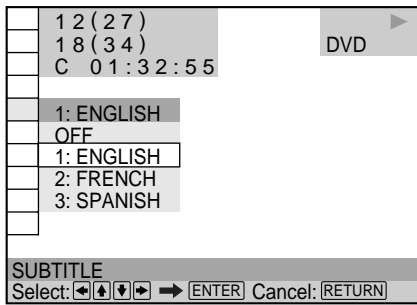 12(27)
18(34)
DVD
C 01:32:55
1: ENGLISH
OFF
1: ENGLISH
2: FRENCH
3: SPANISH
SUBTITLE
Select: ENTER Cancel: RETURN